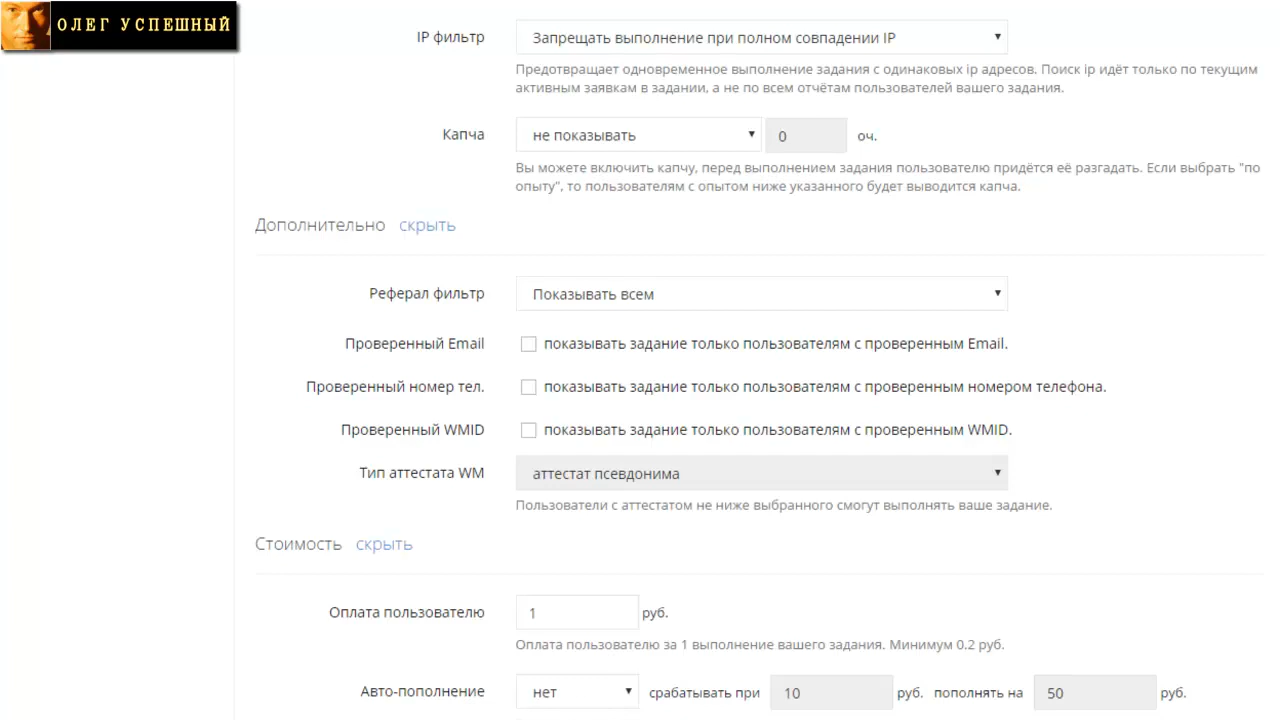 ОЛЕГ УСПЕШНЫЙ
IP фильтр Запрещать выполнение при полном совпадении IP
Предотвращает одновременное выполнение задания с одинаковых ip адресов. Поиск ip идёт только по текущим
активным заявкам в задании, а не по всем отчётам пользователей вашего задания.
Капча не показывать 0 оч.
Вы можете включить капчу, перед выполнением задания пользователю придётся её разгадать. Если выбрать "по
опыту", то пользователям с опытом ниже указанного будет выводится капча.
Дополнительно скрыть
Реферал фильтр Показывать всем
Проверенный Email показывать задание только пользователям с проверенным Email.
Проверенный номер тел. показывать задание только пользователям с проверенным номером телефона.
Проверенный WMID показывать задание только пользователям с проверенным WMID.
Тип аттестата WM аттестат псевдонима
Пользователи с аттестатом не ниже выбранного смогут выполнять ваше задание.
Стоимость скрыть
Оплата пользователю 1 руб.
Оплата пользователю за 1 выполнение вашего задания. Минимум 0.2 руб.
Авто-пополнение нет срабатывать при 10 руб. пополнять на 50 руб.